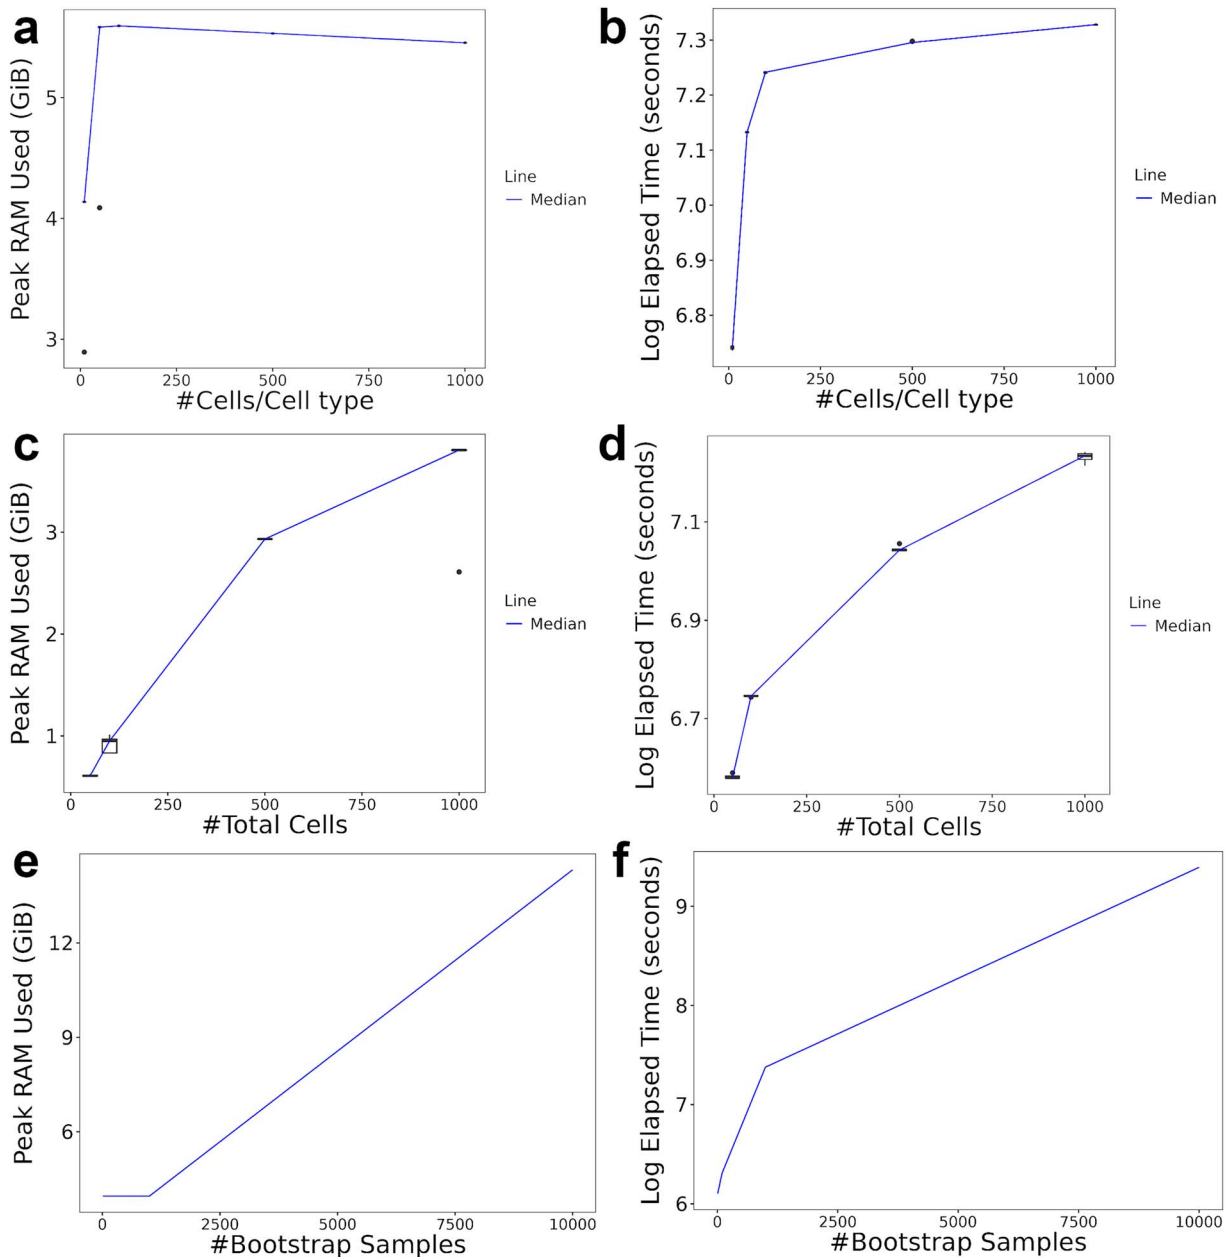 a
Peak RAM Used (GiB)
5
4
3
0
250
500
750
1000
#Cells/Cell type
Line
Median
b
Log Elapsed Time (seconds)
7.3
7.2
7.1
7.0
6.9
6.8
0
250
500
750
1000
#Cells/Cell type
Line
Median
c
Peak RAM Used (GiB)
3
2
1
0
250
500
750
1000
#Total Cells
Line
Median
d
Log Elapsed Time (seconds)
7.1
6.9
6.7
0
250
500
750
1000
#Total Cells
Line
Median
e
Peak RAM Used (GiB)
12
9
6
0
2500
5000
7500
10000
#Bootstrap Samples
f
Log Elapsed Time (seconds)
9
8
7
6
0
2500
5000
7500
10000
#Bootstrap Samples